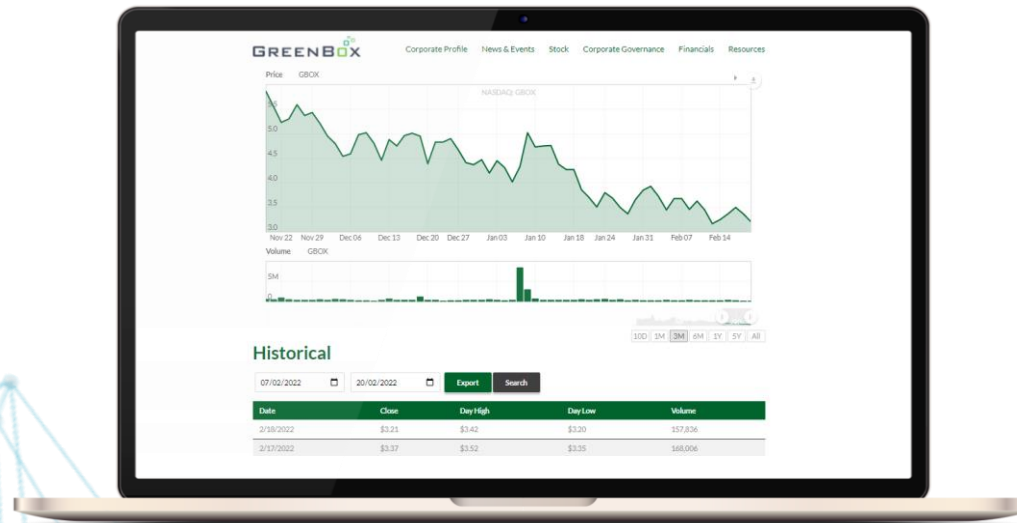 GREENBOX
Corporate Profile News & Events Stock Corporate Governance Financials Resources
Price GBOX
NASDAQ: GBOX
5.5
5.0
4.5
4.0
3.5
3.0
Nov 22 Nov 29 Dec 06 Dec 13 Dec 20 Dec 27 Jan 03 Jan 10 Jan 18 Jan 24 Jan 31 Feb 07 Feb 14
Volume GBOX
5M
0
10D 1M 3M 6M 1Y 5Y All
Historical
07/02/2022 20/02/2022 Export Search
Date Close Day High Day Low Volume
2/18/2022 $3.21 $3.42 $3.20 157,836
2/17/2022 $3.37 $3.52 $3.35 168,006